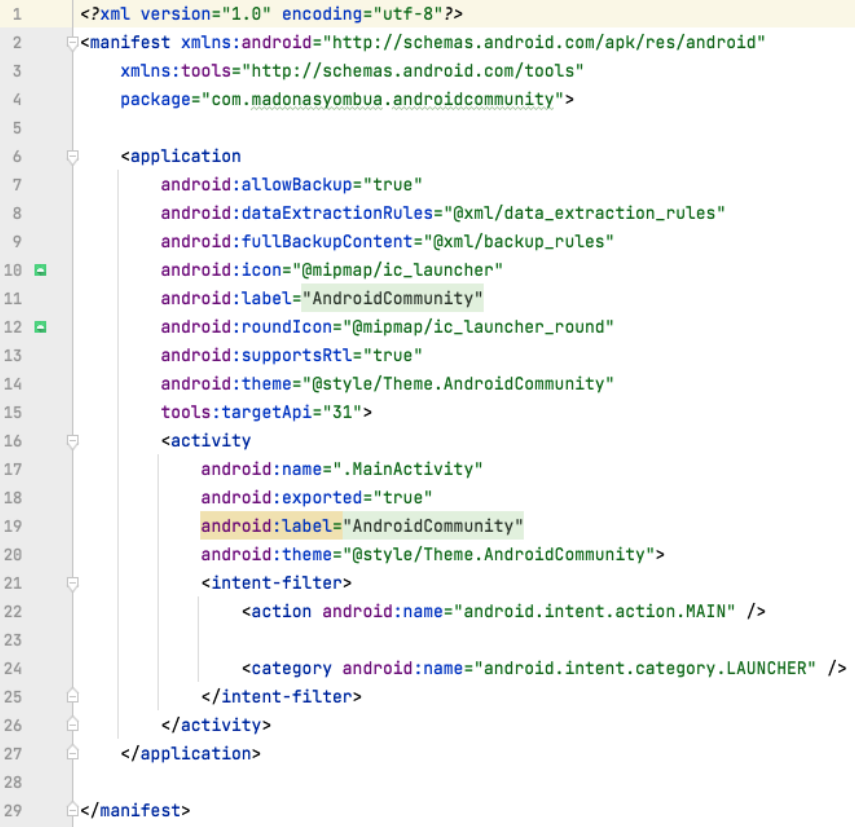 1 <?xml version="1.0" encoding="utf-8"?>
2 <manifest xmlns:android="http://schemas.android.com/apk/res/android"
3     xmlns:tools="http://schemas.android.com/tools"
4     package="com.madonasyombua.androidcommunity">
5
6     <application
7         android:allowBackup="true"
8         android:dataExtractionRules="@xml/data_extraction_rules"
9         android:fullBackupContent="@xml/backup_rules"
10         android:icon="@mipmap/ic_launcher"
11         android:label="AndroidCommunity"
12         android:roundIcon="@mipmap/ic_launcher_round"
13         android:supportsRtl="true"
14         android:theme="@style/Theme.AndroidCommunity"
15         tools:targetApi="31">
16         <activity
17             android:name=".MainActivity"
18             android:exported="true"
19             android:label="AndroidCommunity"
20             android:theme="@style/Theme.AndroidCommunity">
21             <intent-filter>
22                 <action android:name="android.intent.action.MAIN" />
23
24                 <category android:name="android.intent.category.LAUNCHER" />
25             </intent-filter>
26         </activity>
27     </application>
28
29 </manifest>